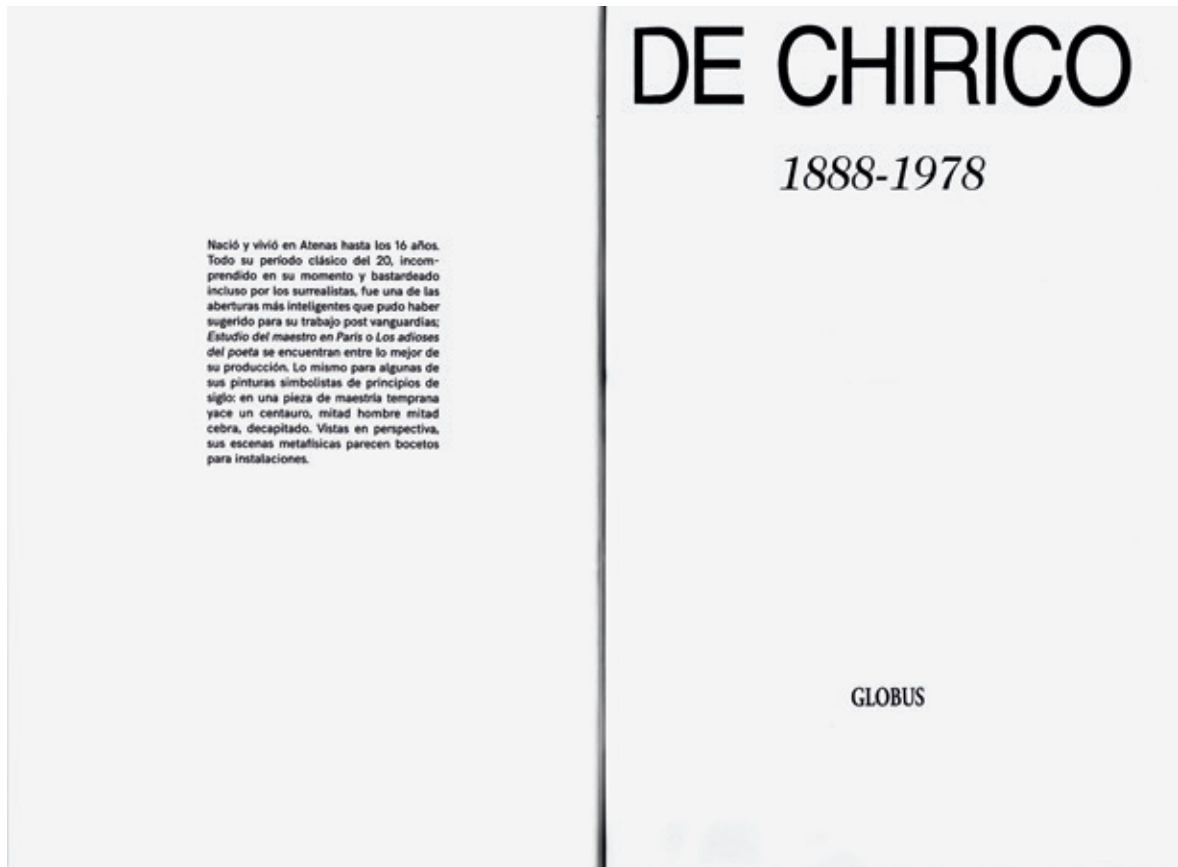 Nació y vivió en Atenas hasta los 16 años.
Todo su período clásico del 20, incom-
prendido en su momento y bastardeado
incluso por los surrealistas, fue una de las
aberturas más inteligentes que pudo haber
sugerido para su trabajo post vanguardias;
Estudio del maestro en París o Los adioses
del poeta se encuentran entre lo mejor de
su producción. Lo mismo para algunas de
sus pinturas simbolistas de principios de
siglo: en una pieza de maestría temprana
yace un centauro, mitad hombre mitad
cebra, decapitado. Vistas en perspectiva,
sus escenas metafísicas parecen bocetos
para instalaciones.
DE CHIRICO
1888-1978
GLOBUS